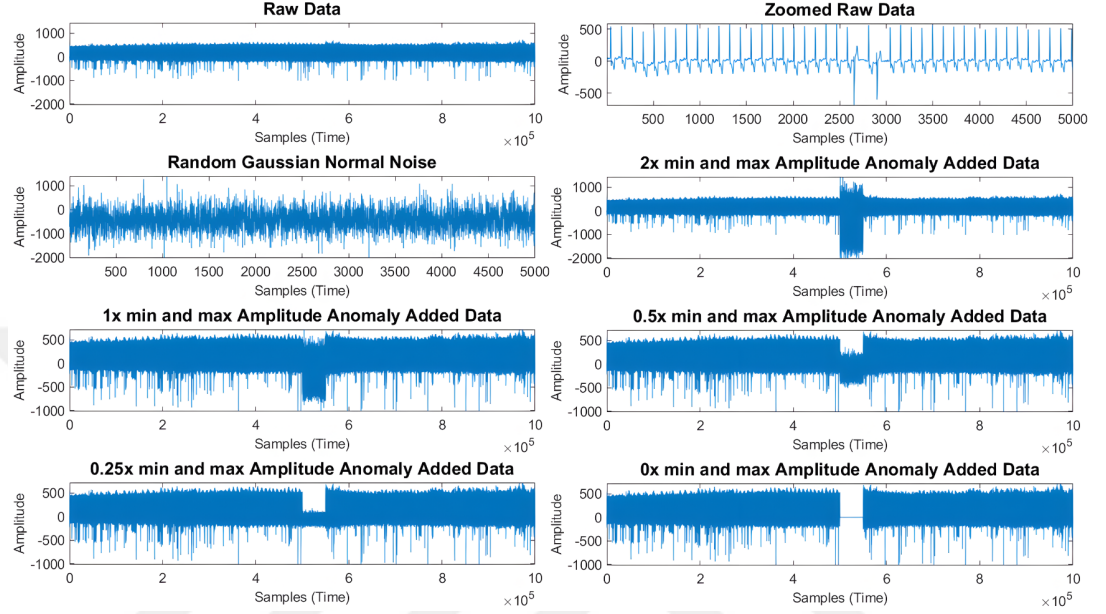 Raw Data
Amplitude
1000
0
-1000
-2000
0 2 4 6 8 10
×10^5
Samples (Time)
Zoomed Raw Data
Amplitude
500
0
-500
500 1000 1500 2000 2500 3000 3500 4000 4500 5000
Samples (Time)
Random Gaussian Normal Noise
Amplitude
1000
0
-1000
-2000
500 1000 1500 2000 2500 3000 3500 4000 4500 5000
Samples (Time)
2x min and max Amplitude Anomaly Added Data
Amplitude
1000
0
-1000
-2000
0 2 4 6 8 10
×10^5
Samples (Time)
1x min and max Amplitude Anomaly Added Data
Amplitude
500
0
-500
-1000
0 2 4 6 8 10
×10^5
Samples (Time)
0.5x min and max Amplitude Anomaly Added Data
Amplitude
500
0
-500
-1000
0 2 4 6 8 10
×10^5
Samples (Time)
0.25x min and max Amplitude Anomaly Added Data
Amplitude
500
0
-500
-1000
0 2 4 6 8 10
×10^5
Samples (Time)
0x min and max Amplitude Anomaly Added Data
Amplitude
500
0
-500
-1000
0 2 4 6 8 10
×10^5
Samples (Time)